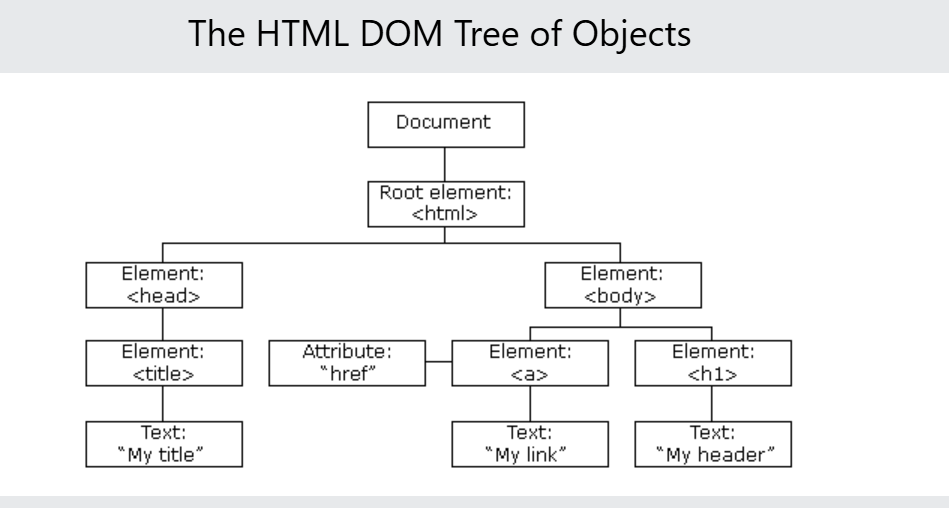 The HTML DOM Tree of Objects
Document
Root element:
<html>
Element:
<head>
Element:
<body>
Element:
<title>
Attribute:
“href”
Element:
<a>
Element:
<h1>
Text:
“My title”
Text:
“My link”
Text:
“My header”